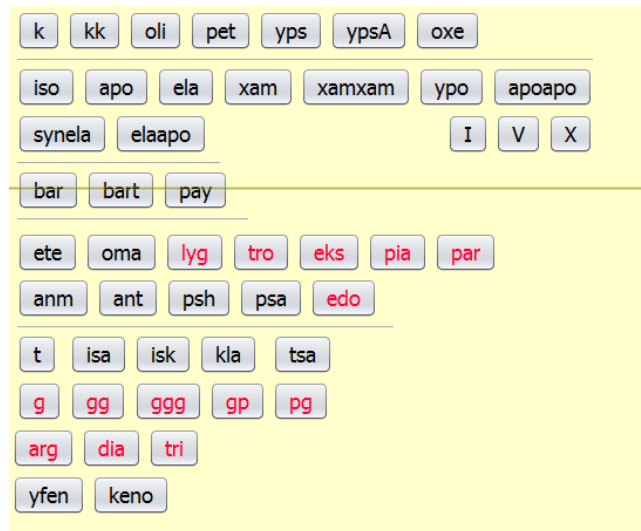 k kk oli pet yps ypsA oxe
iso apo ela xam xamxam ypo apoapo
synela elaapo I V X
bar bart pay
ete oma lyg tro eks pia par
anm ant psh psa edo
t isa isk kla tsa
g gg ggg gp pg
arg dia tri
yfen keno